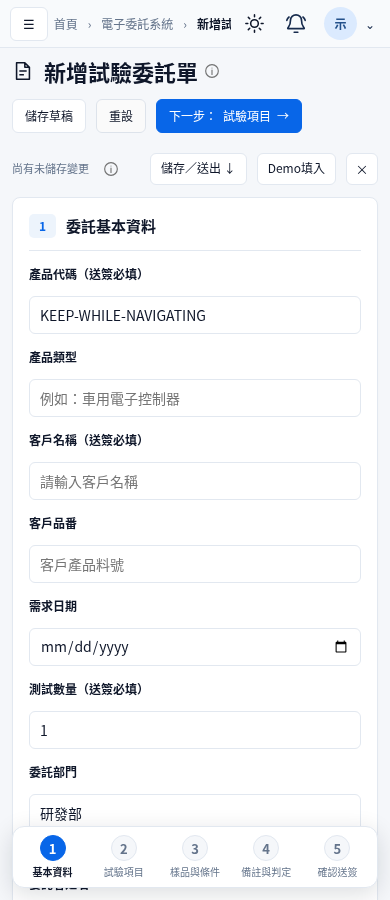 首頁 › 電子委託系統 › 新增試
示
新增試驗委託單
儲存草稿
重設
下一步： 試驗項目 →
尚有未儲存變更
儲存／送出 ↓
Demo填入
×
1 委託基本資料
產品代碼（送簽必填）
KEEP-WHILE-NAVIGATING
產品類型
例如：車用電子控制器
客戶名稱（送簽必填）
請輸入客戶名稱
客戶品番
客戶產品料號
需求日期
mm/dd/yyyy
測試數量（送簽必填）
1
委託部門
研發部
1 2 3 4 5
基本資料 試驗項目 樣品與條件 備註與判定 確認送簽